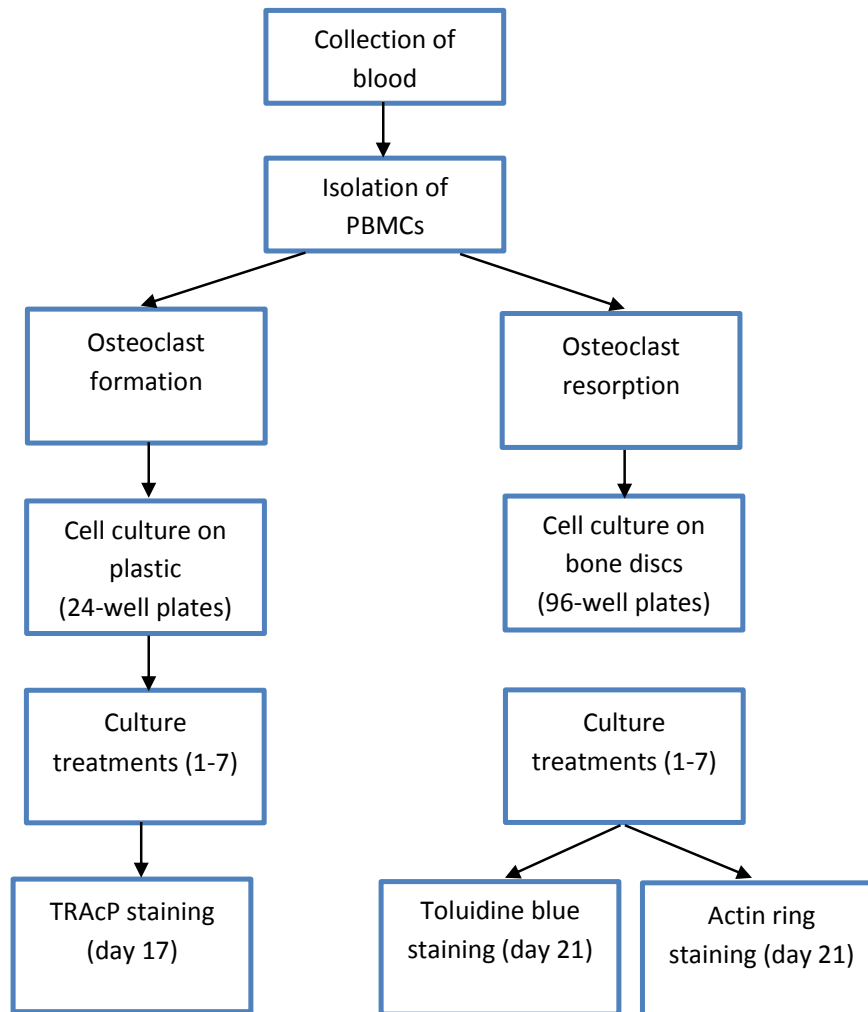 Collection of
blood
Isolation of
PBMCs
Osteoclast
formation
Osteoclast
resorption
Cell culture on
plastic
(24-well plates)
Cell culture on
bone discs
(96-well plates)
Culture
treatments (1-7)
Culture
treatments (1-7)
TRAcP staining
(day 17)
Toluidine blue
staining (day 21)
Actin ring
staining (day 21)